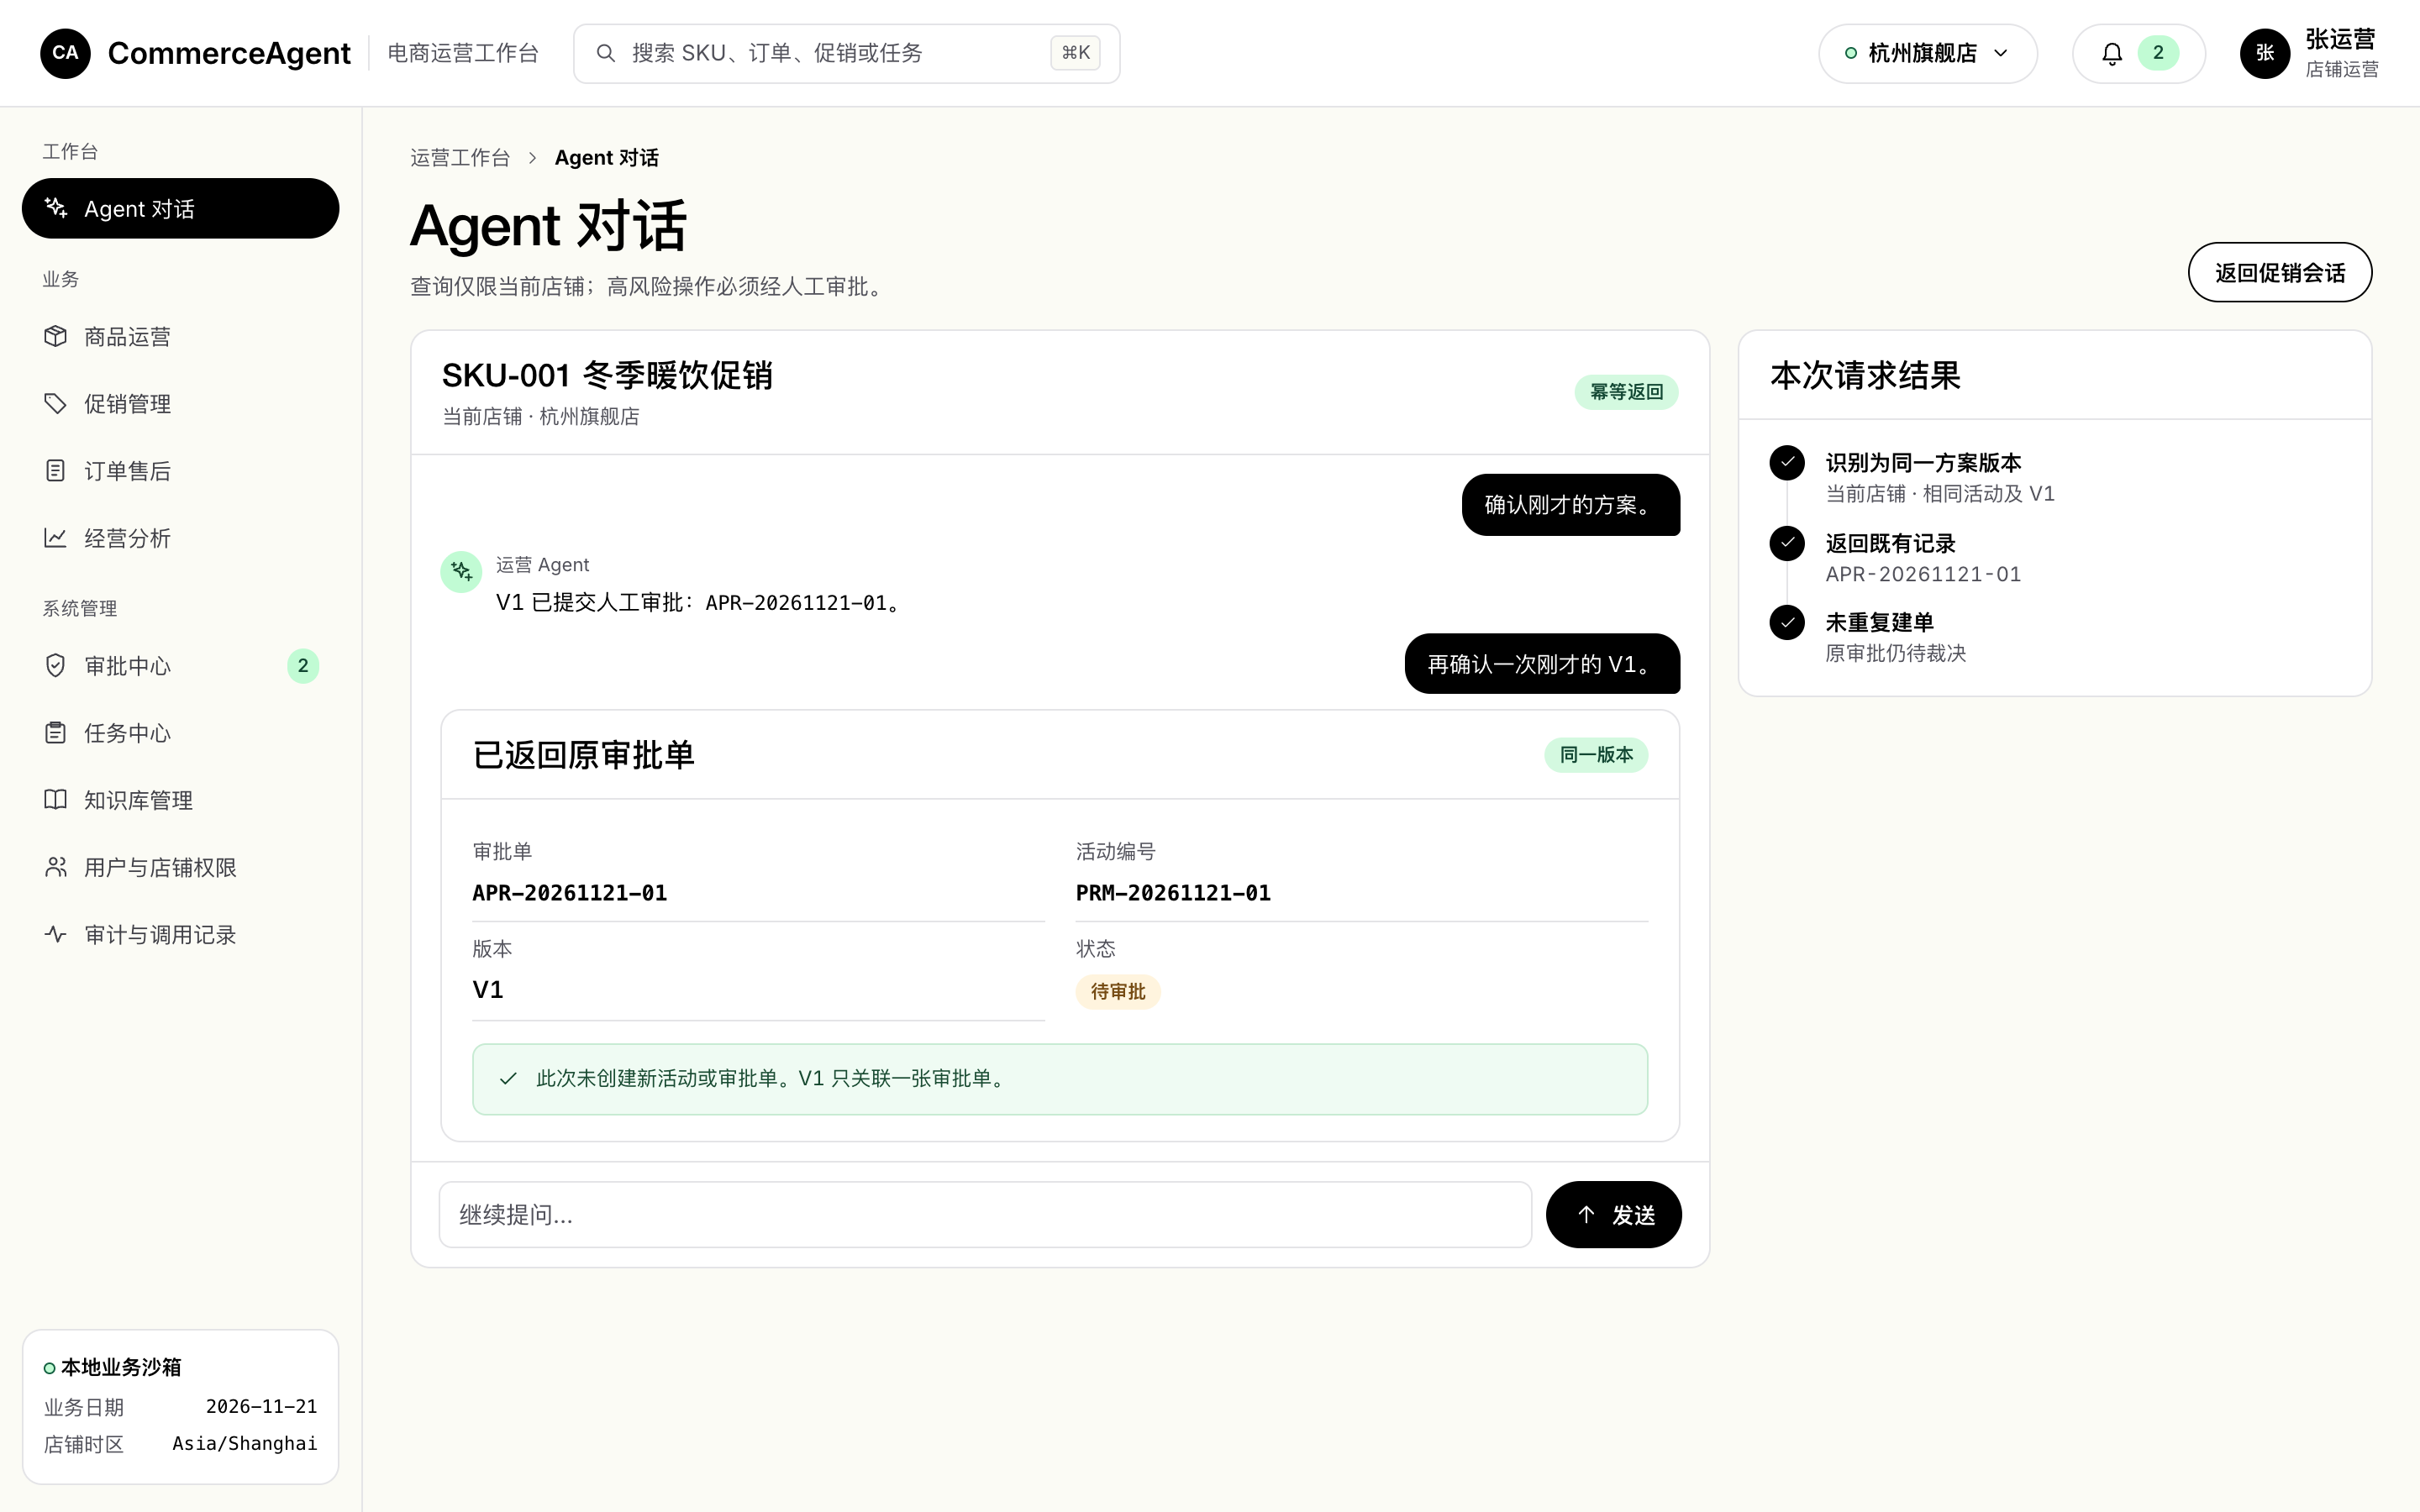 CA
CommerceAgent
电商运营工作台
搜索 SKU、订单、促销或任务
⌘K
杭州旗舰店
2
张
张运营
店铺运营
工作台
Agent 对话
业务
商品运营
促销管理
订单售后
经营分析
系统管理
审批中心
2
任务中心
知识库管理
用户与店铺权限
审计与调用记录
本地业务沙箱
业务日期 2026-11-21
店铺时区 Asia/Shanghai
运营工作台 > Agent 对话
Agent 对话
查询仅限当前店铺；高风险操作必须经人工审批。
返回促销会话
SKU-001 冬季暖饮促销
当前店铺 · 杭州旗舰店
幂等返回
确认刚才的方案。
运营 Agent
V1 已提交人工审批：APR-20261121-01。
再确认一次刚才的 V1。
已返回原审批单
同一版本
审批单
APR-20261121-01
活动编号
PRM-20261121-01
版本
V1
状态
待审批
此次未创建新活动或审批单。V1 只关联一张审批单。
继续提问...
发送
本次请求结果
识别为同一方案版本
当前店铺 · 相同活动及 V1
返回既有记录
APR-20261121-01
未重复建单
原审批仍待裁决